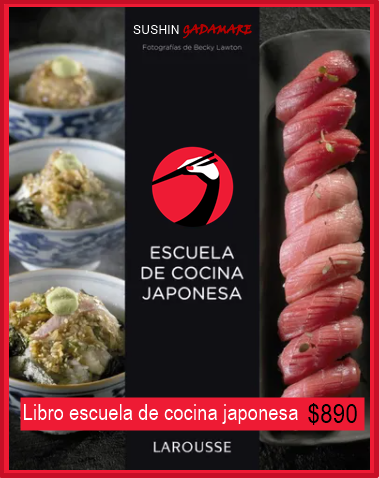 SUSHIN GADAMARE
Fotografías de Becky Lawton
ESCUELA
DE COCINA
JAPONESA
Libro escuela de cocina japonesa $890
LAROUSSE